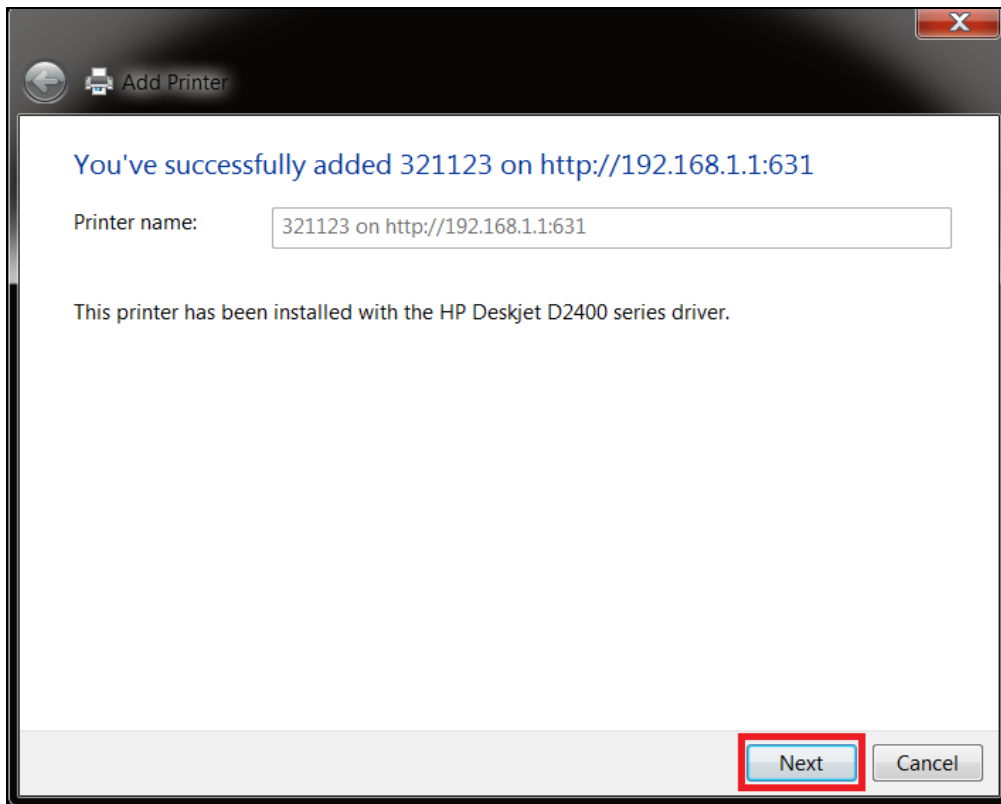 X
Add Printer
You've successfully added 321123 on http://192.168.1.1:631
Printer name:
321123 on http://192.168.1.1:631
This printer has been installed with the HP Deskjet D2400 series driver.
Next Cancel